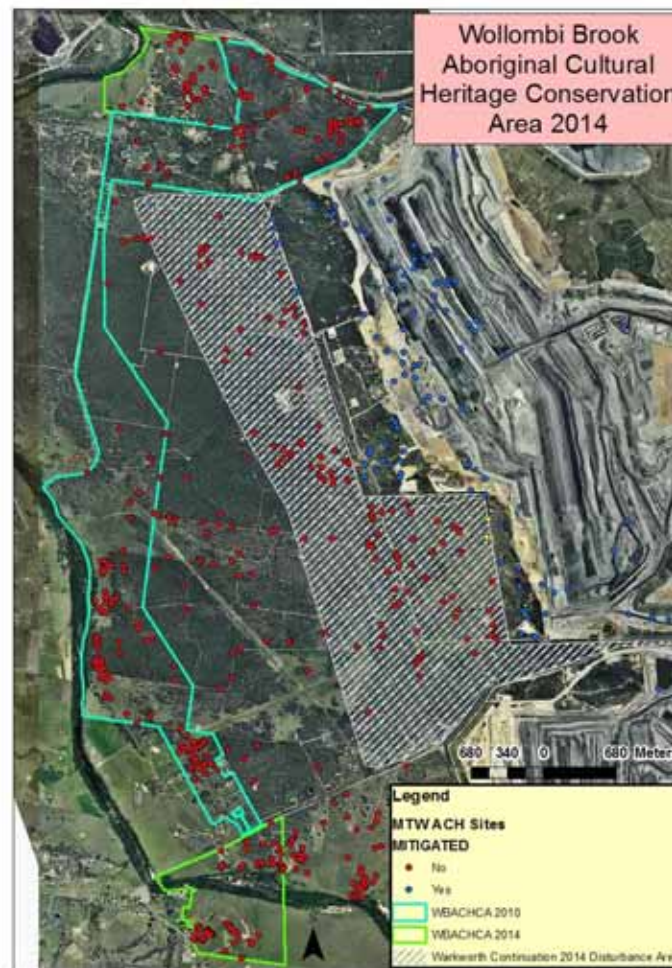 Wollombi Brook
Aboriginal Cultural
Heritage Conservation
Area 2014
680 340 0 680 Meter
Legend
MTWACH Sites
MITIGATED
No
Yes
WBACHCA 2010
WBACHCA 2014
Warkworth Continuation 2014 Disturbance Area